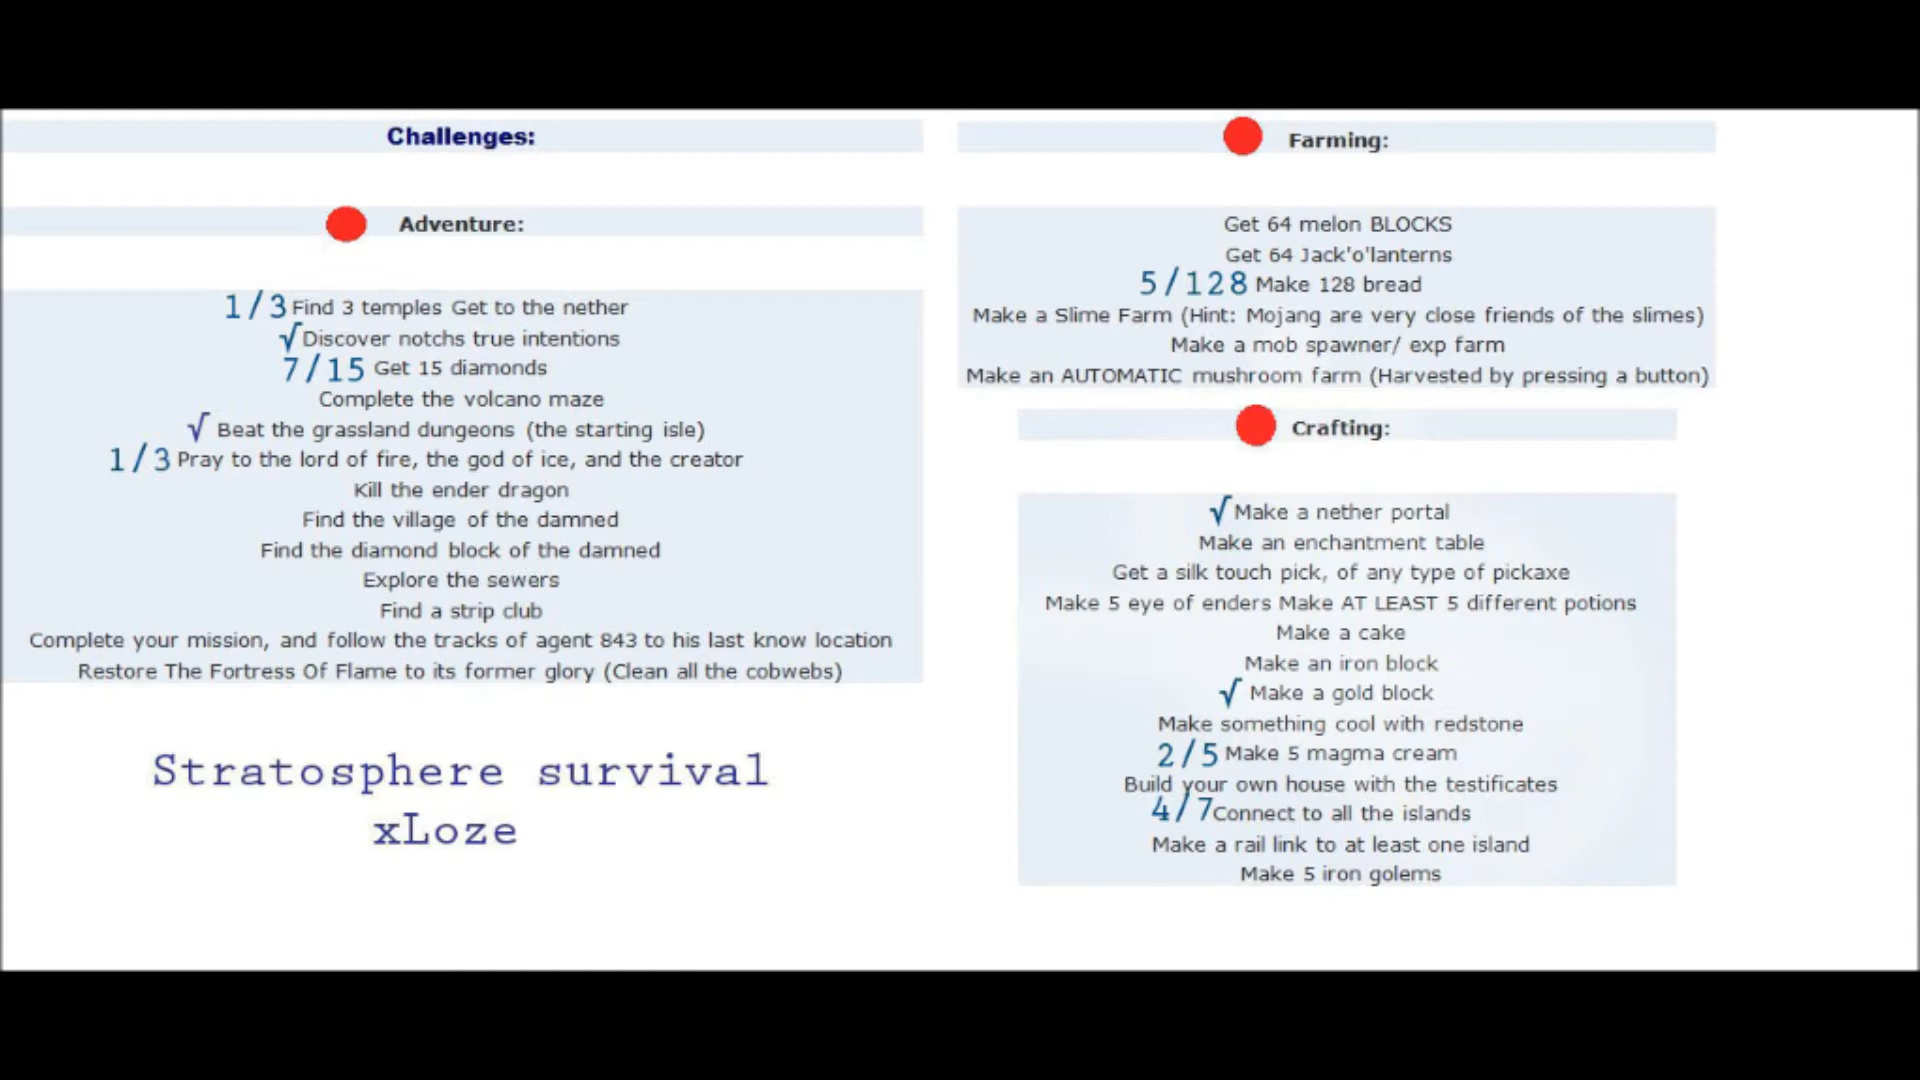 Challenges:
Adventure:
1/3 Find 3 temples Get to the nether
√ Discover notchs true intentions
7/15 Get 15 diamonds
Complete the volcano maze
√ Beat the grassland dungeons (the starting isle)
1/3 Pray to the lord of fire, the god of ice, and the creator
Kill the ender dragon
Find the village of the damned
Find the diamond block of the damned
Explore the sewers
Find a strip club
Complete your mission, and follow the tracks of agent 843 to his last know location
Restore The Fortress Of Flame to its former glory (Clean all the cobwebs)
Stratosphere survival
xLoze
Farming:
Get 64 melon BLOCKS
Get 64 Jack'o'lanterns
5/128 Make 128 bread
Make a Slime Farm (Hint: Mojang are very close friends of the slimes)
Make a mob spawner/ exp farm
Make an AUTOMATIC mushroom farm (Harvested by pressing a button)
Crafting:
√ Make a nether portal
Make an enchantment table
Get a silk touch pick, of any type of pickaxe
Make 5 eye of enders Make AT LEAST 5 different potions
Make a cake
Make an iron block
√ Make a gold block
Make something cool with redstone
2/5 Make 5 magma cream
Build your own house with the testificates
4/7 Connect to all the islands
Make a rail link to at least one island
Make 5 iron golems